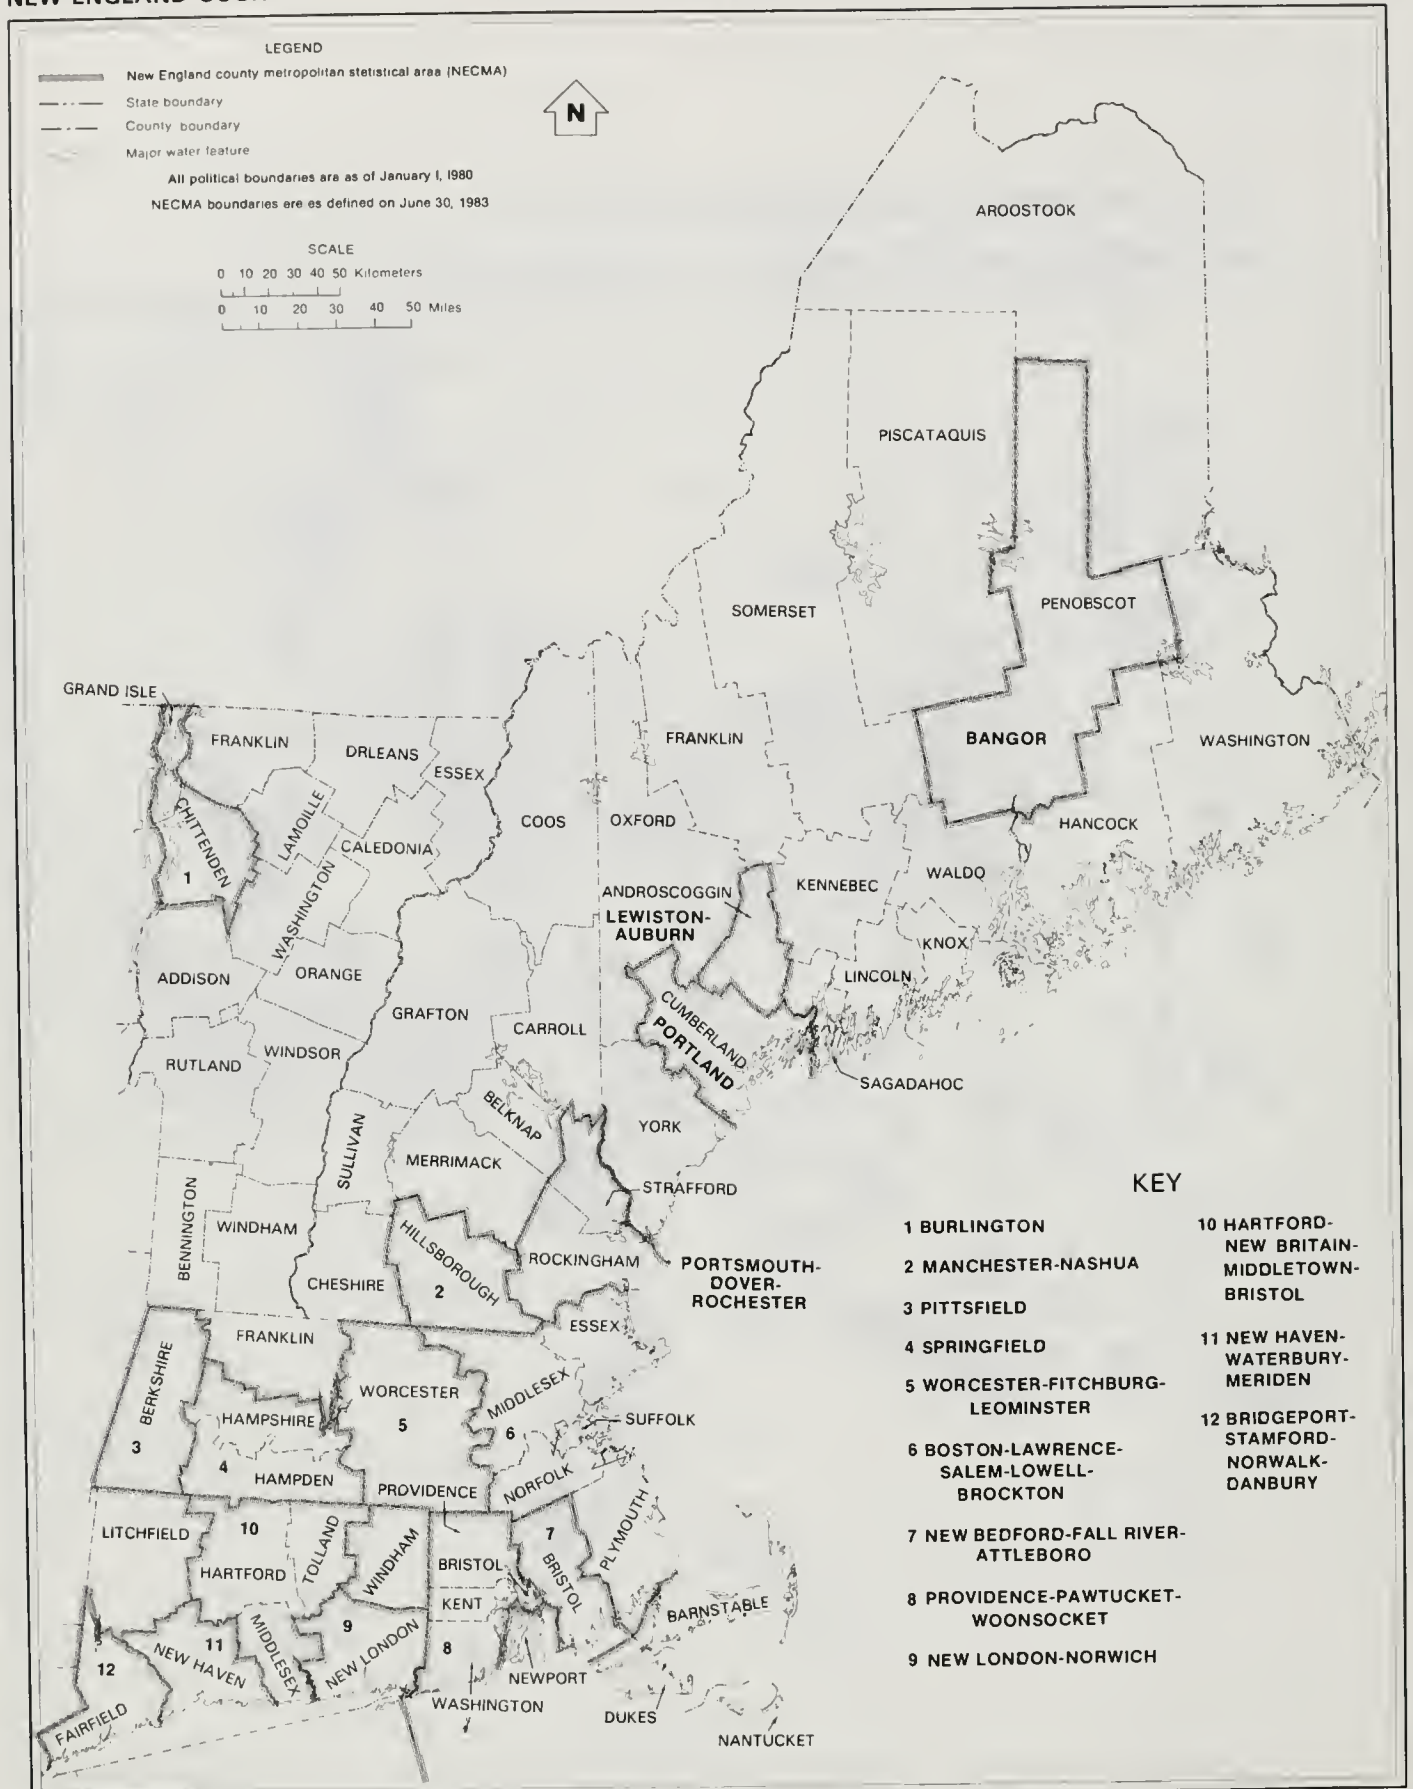 LEGEND
New England county metropolitan stetistical area (NECMA)
State boundary
County boundary
Major water feature
All political boundaries are as of January I, I980
NECMA boundaries ere es defined on June 30, 1983
N
SCALE
0 10 20 30 40 50 Kilometers
0 10 20 30 40 50 Miles
AROOSTOOK
PISCATAQUIS
SOMERSET
PENOBSCOT
GRAND ISLE
FRANKLIN
DRLEANS
ESSEX
FRANKLIN
BANGOR
WASHINGTON
CHITTENDEN
1
LAMOILLE
CALEDONIA
COOS
OXFORD
HANCOCK
WASHINGTON
ANDROSCOGGIN
KENNEBEC
WALDO
LEWISTON-
AUBURN
KNOX
ADDISON
ORANGE
LINCOLN
GRAFTON
CARROLL
CUMBERLAND
PORTLAND
RUTLAND
WINDSOR
SAGADAHOC
BELKNAP
YORK
SULLIVAN
MERRIMACK
STRAFFORD
BENNINGTON
WINDHAM
HILLSBOROUGH
2
ROCKINGHAM
CHESHIRE
PORTSMOUTH-
DOVER-
ROCHESTER
FRANKLIN
ESSEX
BERKSHIRE
3
WORCESTER
5
MIDDLESEX
6
HAMPSHIRE
SUFFOLK
4
HAMPDEN
PROVIDENCE
NORFOLK
LITCHFIELD
10
HARTFORD
TOLLAND
WINDHAM
BRISTOL
7
BRISTOL
PLYMOUTH
KENT
BARNSTABLE
9
NEW LONDON
8
11
NEW HAVEN
MIDDLESEX
12
FAIRFIELD
NEWPORT
WASHINGTON
DUKES
NANTUCKET
KEY
1 BURLINGTON
2 MANCHESTER-NASHUA
3 PITTSFIELD
4 SPRINGFIELD
5 WORCESTER-FITCHBURG-
LEOMINSTER
6 BOSTON-LAWRENCE-
SALEM-LOWELL-
BROCKTON
7 NEW BEDFORD-FALL RIVER-
ATTLEBORO
8 PROVIDENCE-PAWTUCKET-
WOONSOCKET
9 NEW LONDON-NORWICH
10 HARTFORD-
NEW BRITAIN-
MIDDLETOWN-
BRISTOL
11 NEW HAVEN-
WATERBURY-
MERIDEN
12 BRIDGEPORT-
STAMFORD-
NORWALK-
DANBURY